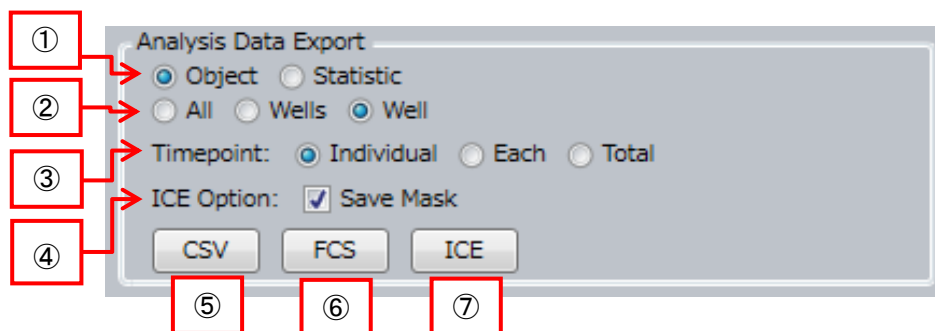 Analysis Data Export
① Object Statistic
② All Wells Well
③ Timepoint: Individual Each Total
④ ICE Option: Save Mask
CSV FCS ICE
⑤ ⑥ ⑦